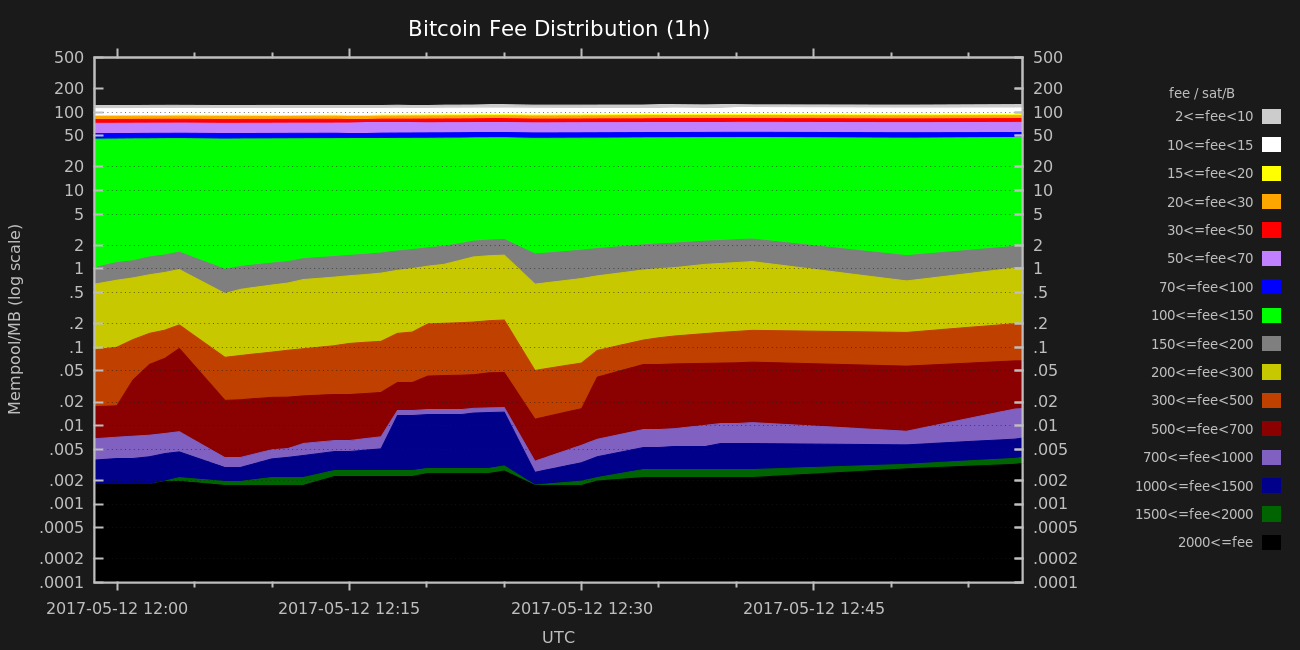 Bitcoin Fee Distribution (1h)
Mempool/MB (log scale)
500
200
100
50
20
10
5
2
1
.5
.2
.1
.05
.02
.01
.005
.002
.001
.0005
.0002
.0001
500
200
100
50
20
10
5
2
1
.5
.2
.1
.05
.02
.01
.005
.002
.001
.0005
.0002
.0001
2017-05-12 12:00 2017-05-12 12:15 2017-05-12 12:30 2017-05-12 12:45
UTC
fee / sat/B
2<=fee<10
10<=fee<15
15<=fee<20
20<=fee<30
30<=fee<50
50<=fee<70
70<=fee<100
100<=fee<150
150<=fee<200
200<=fee<300
300<=fee<500
500<=fee<700
700<=fee<1000
1000<=fee<1500
1500<=fee<2000
2000<=fee